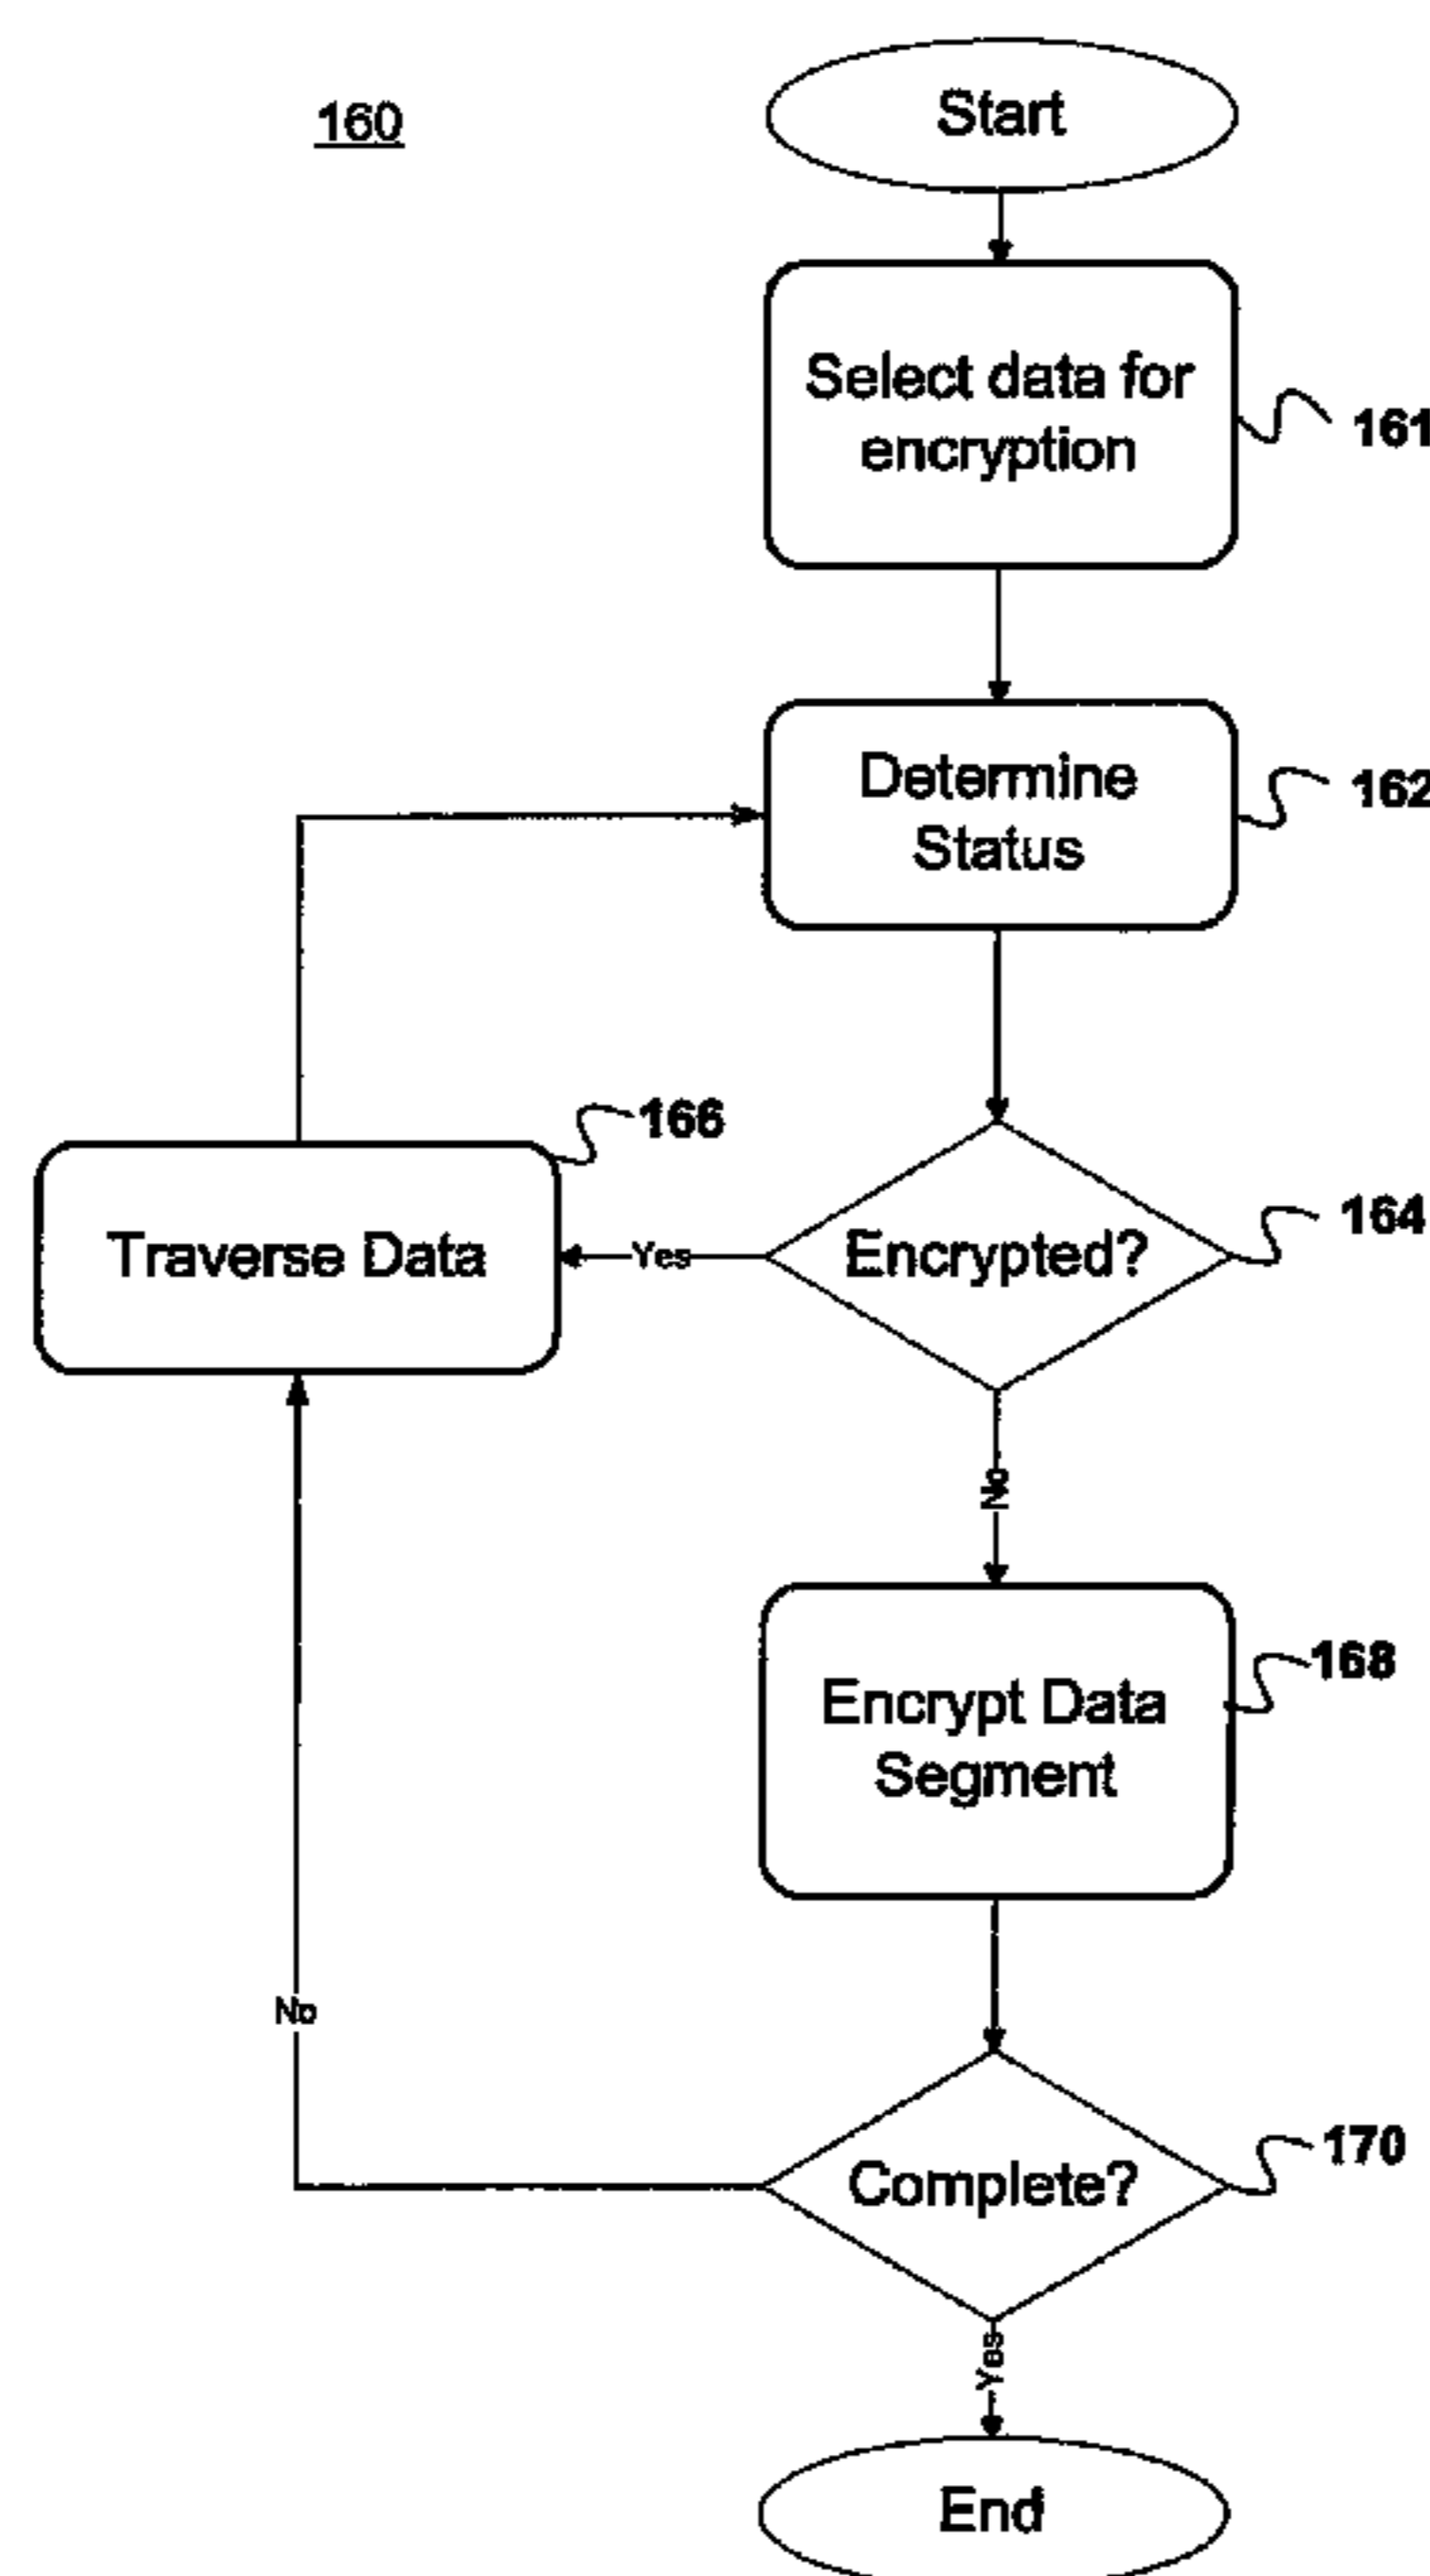 160
Start
Select data for
encryption
161
Determine
Status
162
166
Traverse Data
Yes
Encrypted?
164
No
Encrypt Data
Segment
168
No
Complete?
170
Yes
End